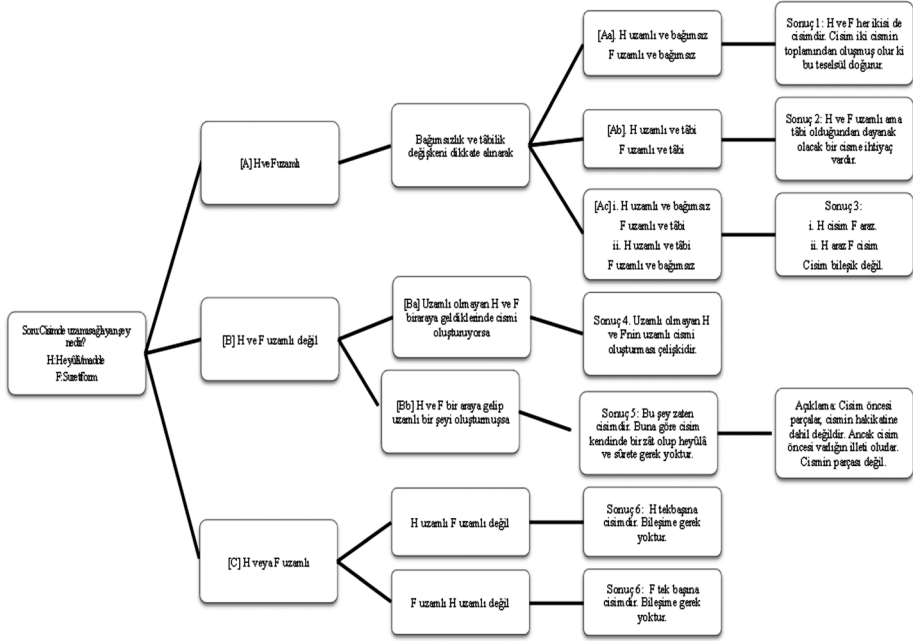 Soru: Cisimde uzamı sağlayan şey
nedir?
H:Heyûlâ/madde
F:Suret/form
[A] H ve F uzamlı
Bağımsızlık ve tâbilik
değişkeni dikkate alınarak
[Aa]. H uzamlı ve bağımsız
F uzamlı ve bağımsız
Sonuç 1: H ve F her ikisi de
cisimdir. Cisim iki cismin
toplamından oluşmuş olur ki
bu teselsül doğurur.
[Ab]. H uzamlı ve tâbi
F uzamlı ve tâbi
Sonuç 2: H ve F uzamlı ama
tâbi olduğundan dayanak
olacak bir cisme ihtiyaç
vardır.
[Ac] i. H uzamlı ve bağımsız
F uzamlı ve tâbi
ii. H uzamlı ve tâbi
F uzamlı ve bağımsız
Sonuç 3:
i. H cisim F araz.
ii. H araz F cisim
Cisim bileşik değil.
[B] H ve F uzamlı değil
[Ba] Uzamlı olmayan H ve F
biraraya geldiklerinde cismi
oluşturuyorsa
Sonuç 4. Uzamlı olmayan H
ve F'nin uzamlı cismi
oluşturması çelişkidir.
[Bb] H ve F bir araya gelip
uzamlı bir şeyi oluşturmuşsa
Sonuç 5: Bu şey zaten
cisimdir. Buna göre cisim
kendinde bir zât olup heyûlâ
ve sûrete gerek yoktur.
Açıklama: Cisim öncesi
parçalar, cismin hakikatine
dahil değildir. Ancak cisim
öncesi varlığın illeti olurlar.
Cismin parçası değil.
[C] H veya F uzamlı
H uzamlı F uzamlı değil
Sonuç 6: H tek başına
cisimdir. Bileşime gerek
yoktur.
F uzamlı H uzamlı değil
Sonuç 6: F tek başına
cisimdir. Bileşime gerek
yoktur.